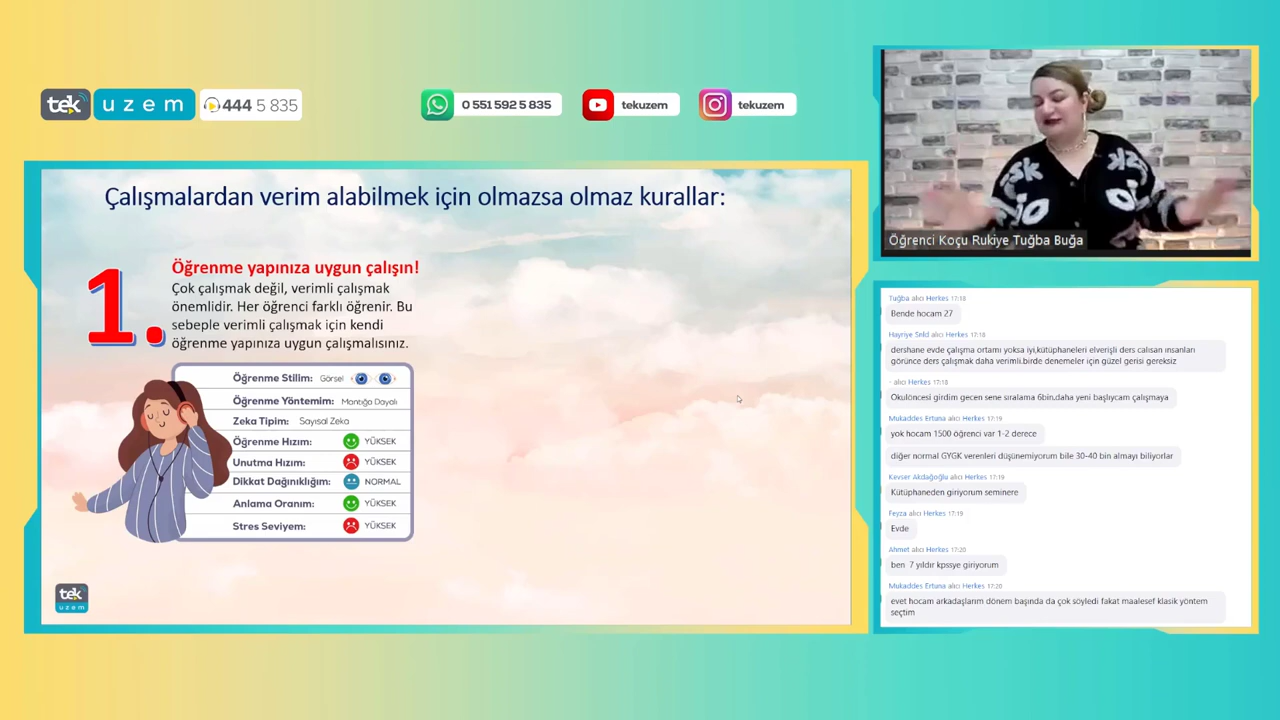 tek uzem 444 5 835
0 551 592 5 835
tekuzem
tekuzem
Çalışmalardan verim alabilmek için olmazsa olmaz kurallar:
1.
Öğrenme yapınıza uygun çalışın!
Çok çalışmak değil, verimli çalışmak
önemlidir. Her öğrenci farklı öğrenir. Bu
sebeple verimli çalışmak için kendi
öğrenme yapınıza uygun çalışmalısınız.
Öğrenme Stilim: Görsel
Öğrenme Yöntemim: Mantığa Dayalı
Zeka Tipim: Sayısal Zeka
Öğrenme Hızım: YÜKSEK
Unutma Hızım: YÜKSEK
Dikkat Dağınıklığım: NORMAL
Anlama Oranım: YÜKSEK
Stres Seviyem: YÜKSEK
tek
uzem
Öğrenci Koçu Rukiye Tuğba Buğa
Tuğba alıcı Herkes 17:18
Bende hocam 27
Hayriye Snld alıcı Herkes 17:18
dershane evde çalışma ortamı yoksa iyi,kütüphaneleri elverişli ders calısan ınsanları
görünce ders çalışmak daha verimli.birde denemeler için güzel gerisi gereksiz
- alıcı Herkes 17:18
Okulöncesi girdim gecen sene sıralama 6bin.daha yeni başlıycam çalışmaya
Mukaddes Ertuna alıcı Herkes 17:19
yok hocam 1500 öğrenci var 1-2 derece
diğer normal GYGK verenleri düşünemiyorum bile 30-40 bin almayı biliyorlar
Kevser Akdağoğlu alıcı Herkes 17:19
Kütüphaneden giriyorum seminere
Feyza alıcı Herkes 17:19
Evde
Ahmet alıcı Herkes 17:20
ben 7 yıldır kpssye giriyorum
Mukaddes Ertuna alıcı Herkes 17:20
evet hocam arkadaşlarım dönem başında da çok söyledi fakat maalesef klasik yöntem
seçtim